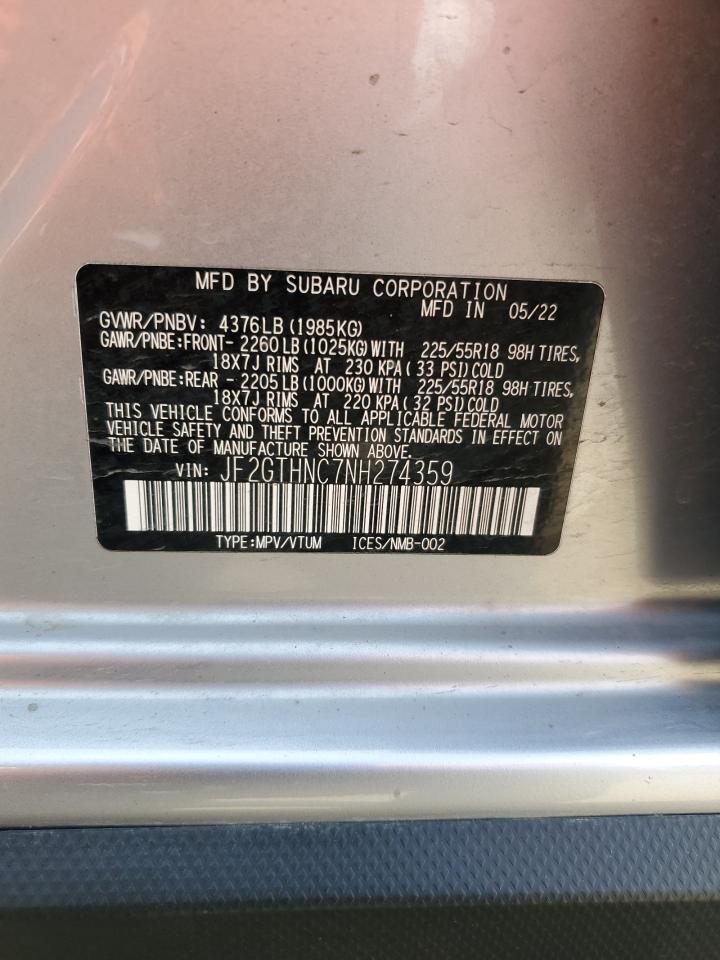 MFD BY SUBARU CORPORATION
MFD IN 05/22
GVWR/PNBV: 4376LB(1985KG)
GAWR/PNBE:FRONT- 2260LB(1025KG)WITH 225/55R18 98H TIRES,
18X7J RIMS AT 230 KPA( 33 PSI)COLD
GAWR/PNBE:REAR - 2205LB(1000KG)WITH 225/55R18 98H TIRES,
18X7J RIMS AT 220 KPA( 32 PSI)COLD
THIS VEHICLE CONFORMS TO ALL APPLICABLE FEDERAL MOTOR
VEHICLE SAFETY AND THEFT PREVENTION STANDARDS IN EFFECT ON
THE DATE OF MANUFACTURE SHOWN ABOVE.
VIN: JF2GTHNC7NH274359
TYPE:MPV/VTUM ICES/NMB-002